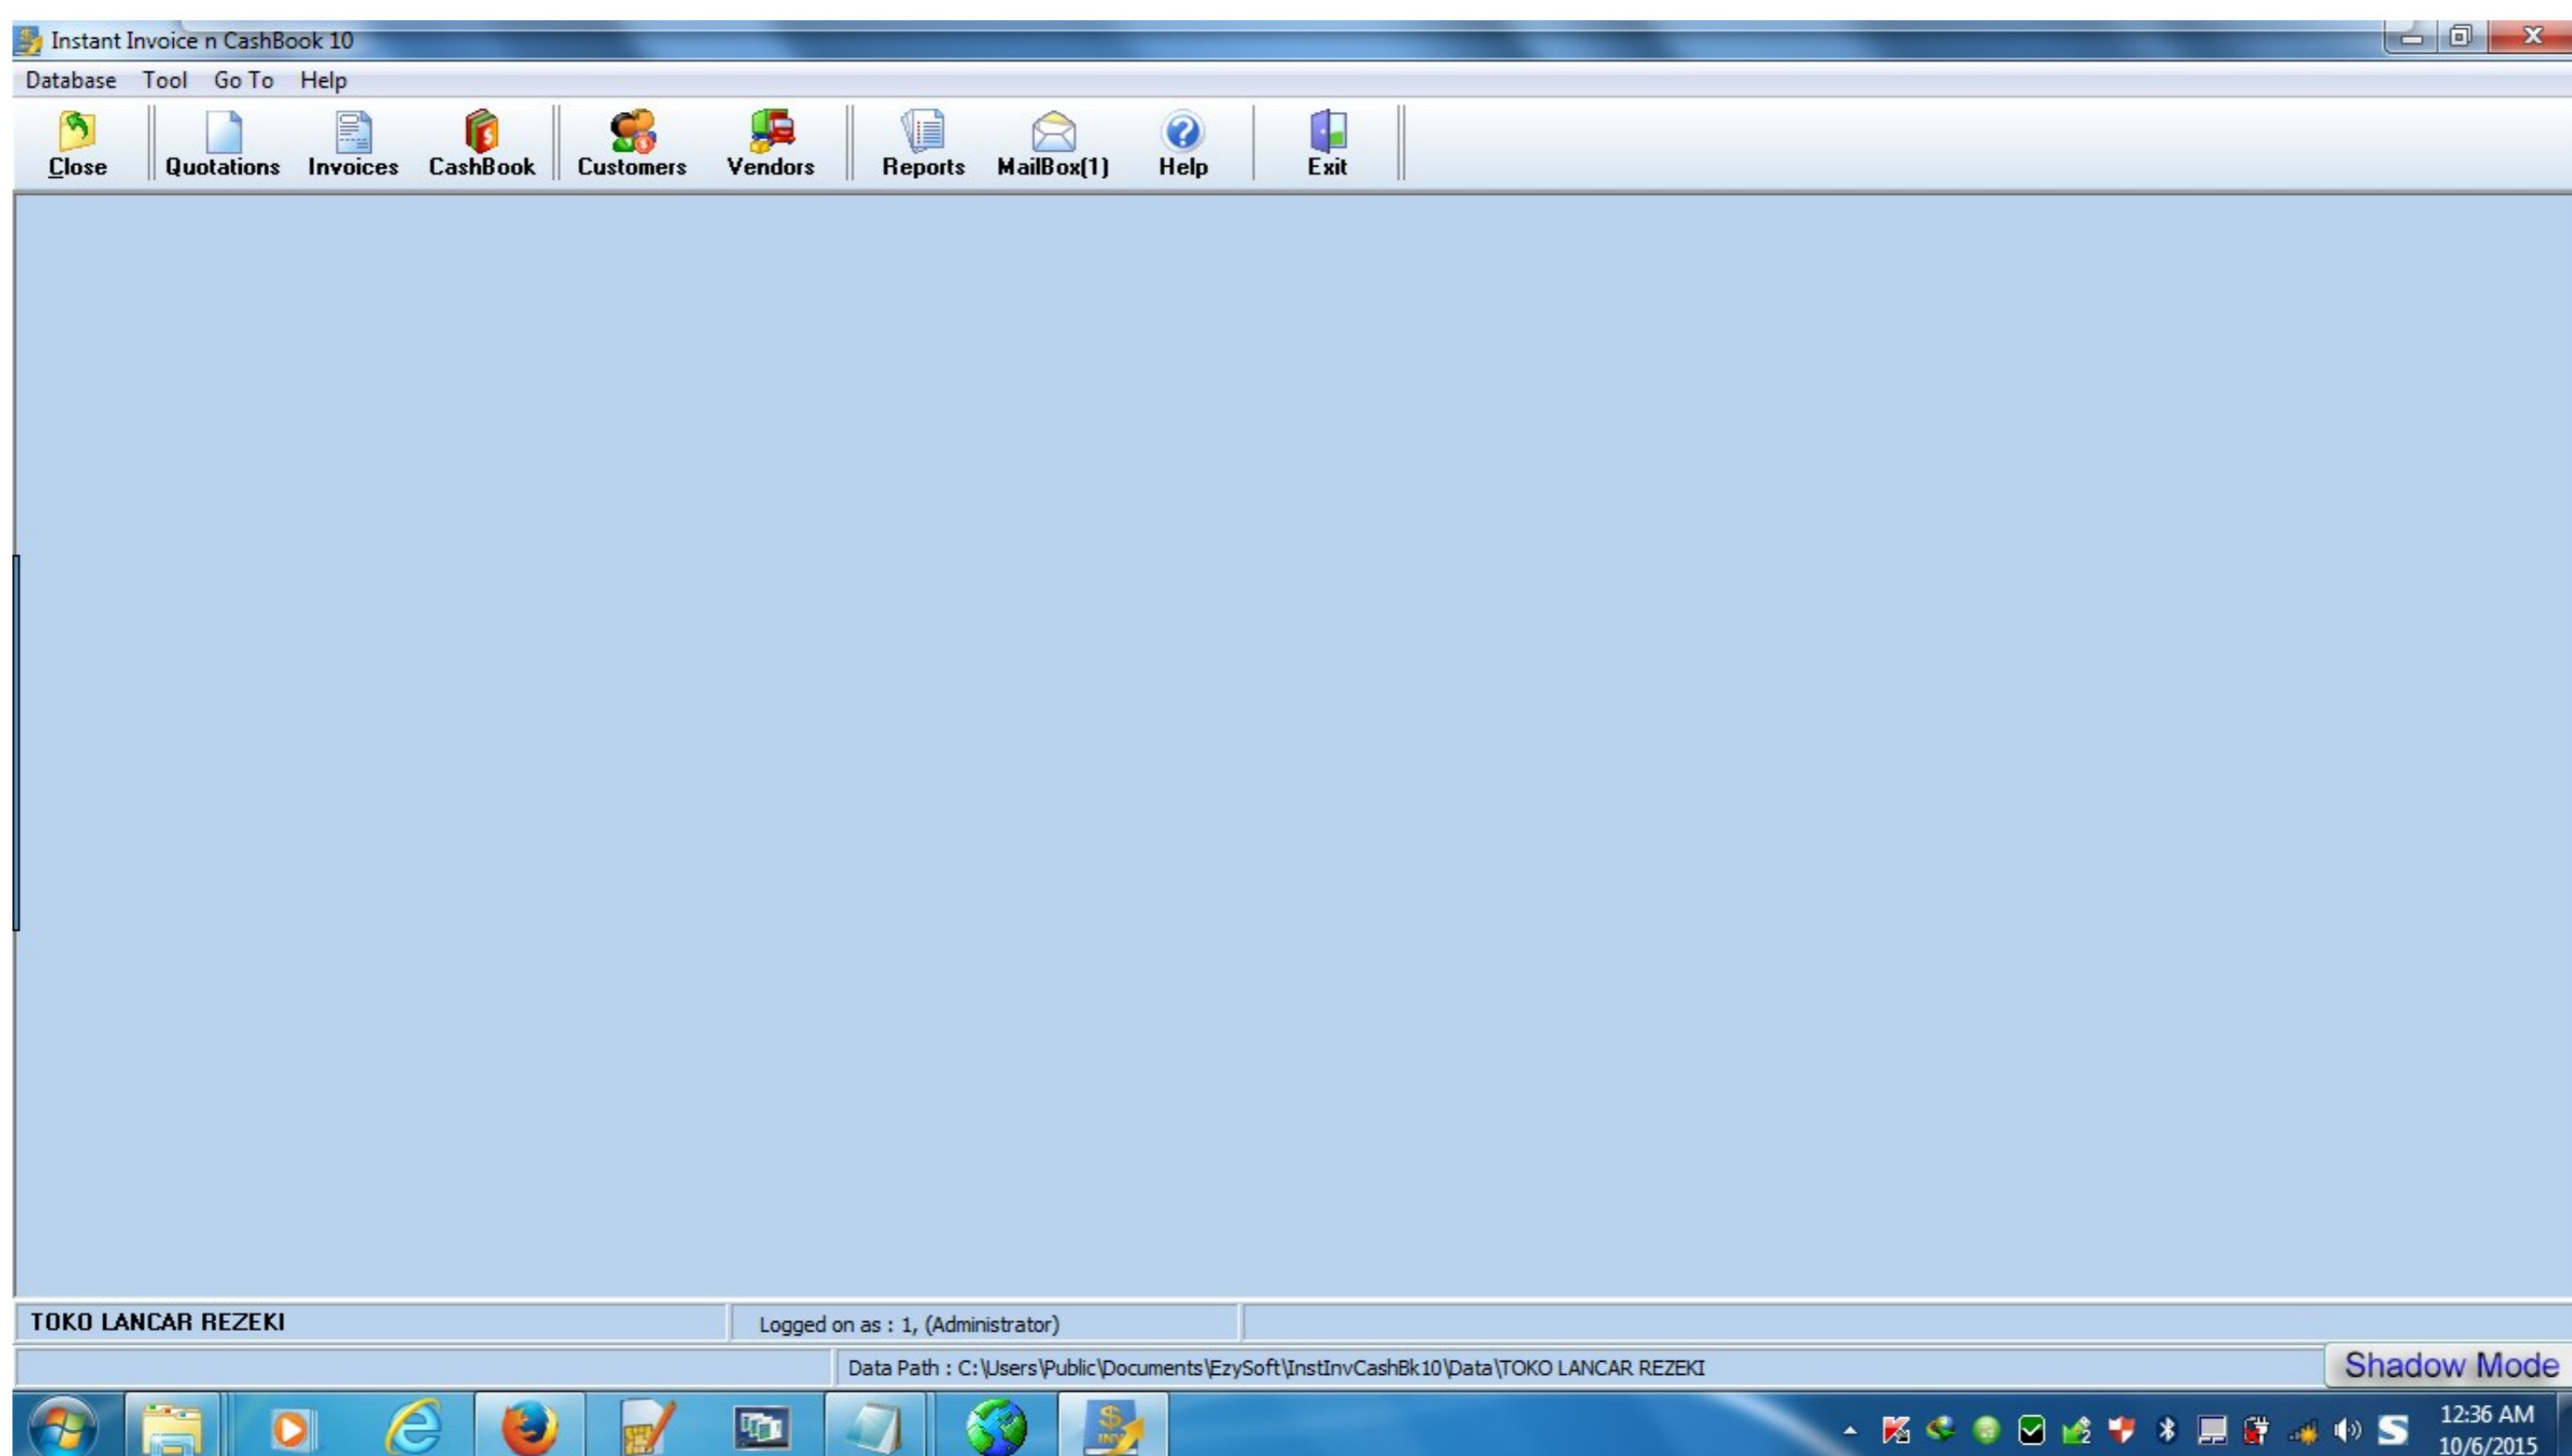 Instant Invoice n CashBook 10
Database Tool Go To Help
Close Quotations Invoices CashBook Customers Vendors Reports MailBox(1) Help Exit
TOKO LANCAR REZEKI Logged on as : 1, (Administrator)
Data Path : C:\Users\Public\Documents\EzySoft\InstInvCashBk10\Data\TOKO LANCAR REZEKI Shadow Mode
12:36 AM
10/6/2015